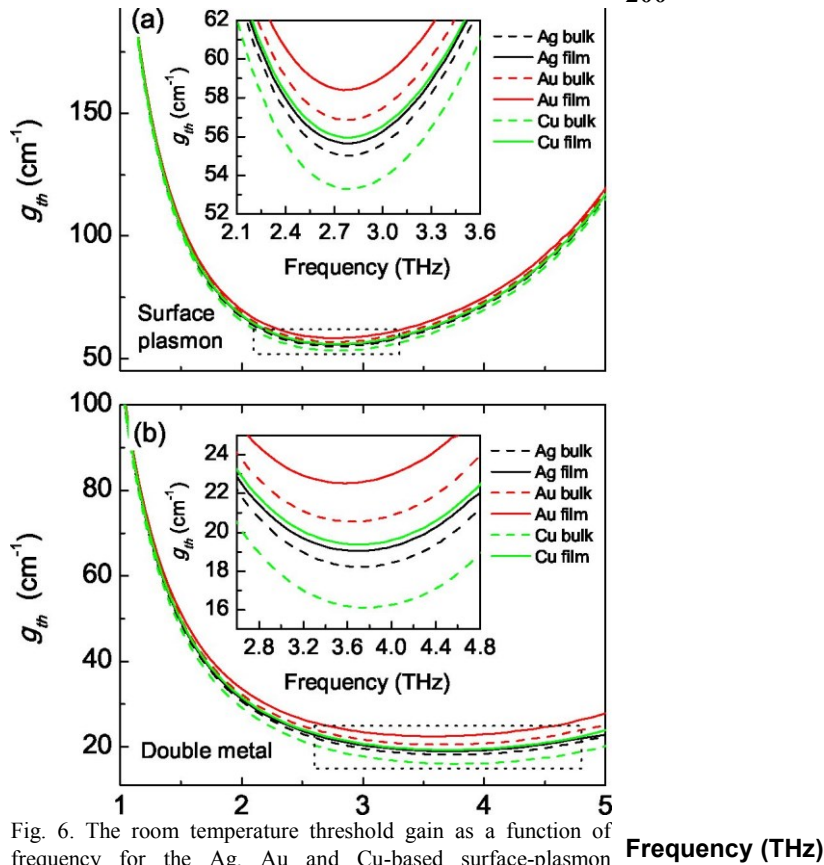 200
(a)
62
60
58
56
54
52
g_th (cm⁻¹)
2.1 2.4 2.7 3.0 3.3 3.6
Frequency (THz)
Ag bulk
Ag film
Au bulk
Au film
Cu bulk
Cu film
150
100
50
g_th (cm⁻¹)
Surface
plasmon
(b)
100
80
60
40
20
g_th (cm⁻¹)
24
22
20
18
16
g_th (cm⁻¹)
2.8 3.2 3.6 4.0 4.4 4.8
Frequency (THz)
Ag bulk
Ag film
Au bulk
Au film
Cu bulk
Cu film
Double metal
1 2 3 4 5
Frequency (THz)
Fig. 6. The room temperature threshold gain as a function of
frequency for the Ag, Au and Cu-based surface-plasmon